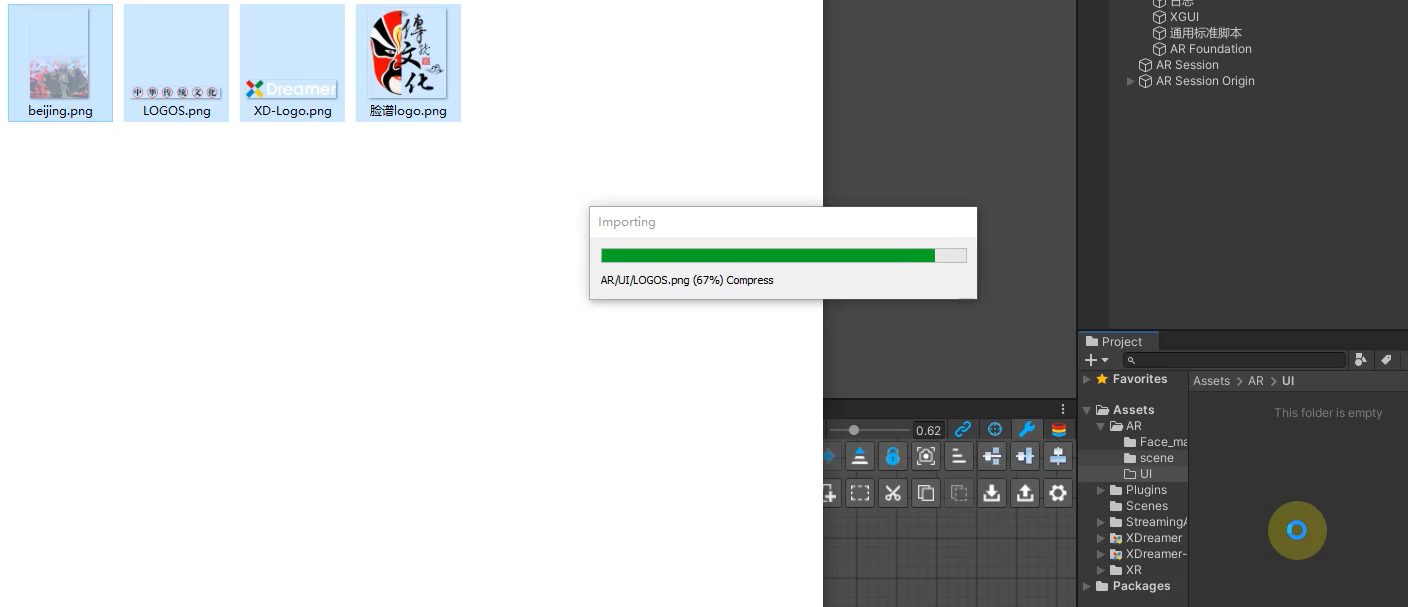 beijing.png
中华传统文化
LOGOS.png
XDreamer
XD-Logo.png
傳統
文化
脸谱logo.png
Importing
AR/UI/LOGOS.png (67%) Compress
日志
XGUI
通用标准脚本
AR Foundation
AR Session
AR Session Origin
0.62
Project
Favorites
Assets
AR
Face_ma
scene
UI
Plugins
Scenes
StreamingA
XDreamer
XDreamer-
XR
Packages
Assets > AR > UI
This folder is empty